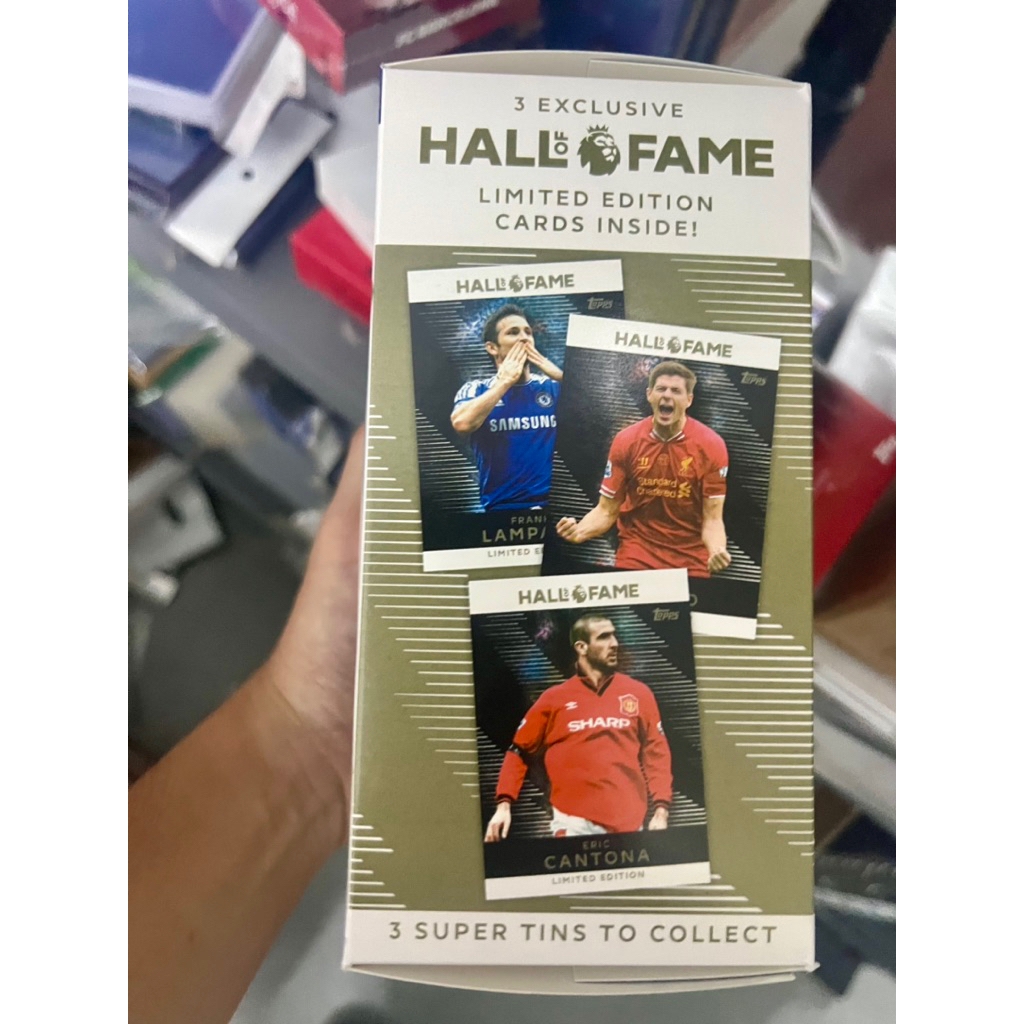 3 EXCLUSIVE
HALL OF FAME
LIMITED EDITION
CARDS INSIDE!
HALL OF FAME
TOPPS
SAMSUNG
FRAN
LAMPA
LIMITED E
HALL OF FAME
TOPPS
Standard
Chartered
HALL OF FAME
TOPPS
SHARP
ERIC
CANTONA
LIMITED EDITION
3 SUPER TINS TO COLLECT